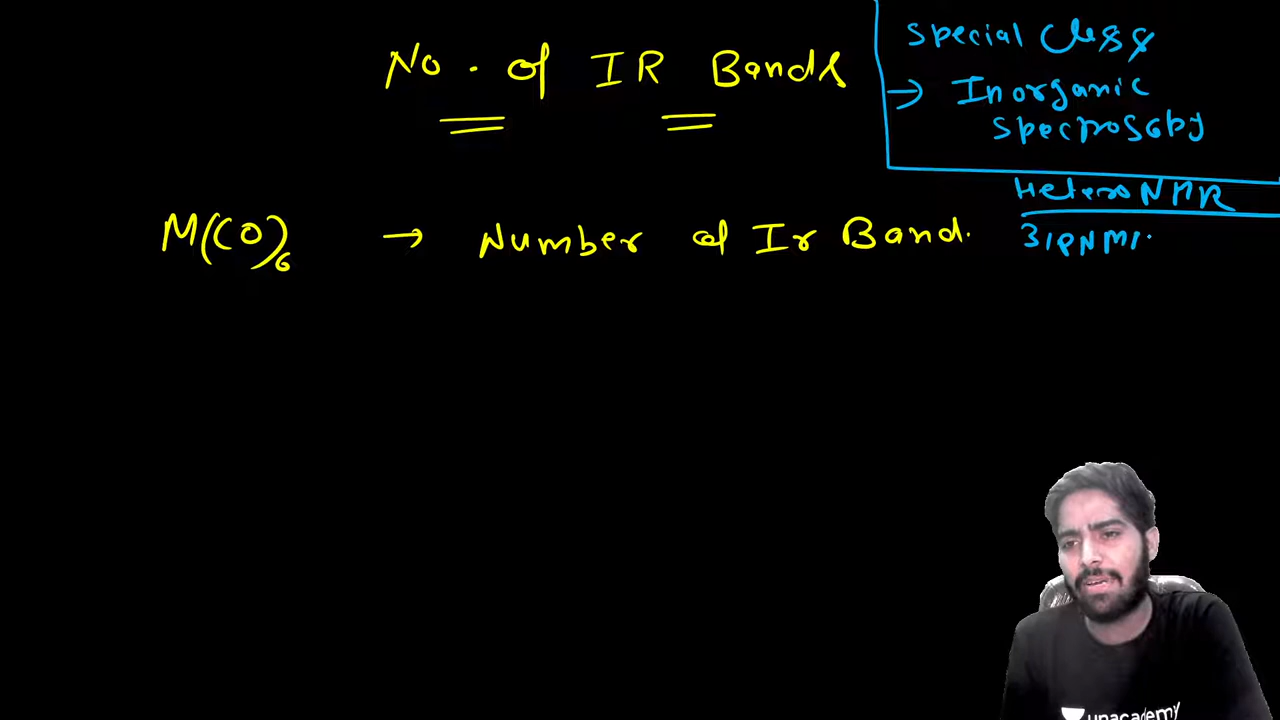 No. of IR Bands
special class
→ Inorganic
spectroscopy
Hetero NMR
31P NMR
M(CO)6 → Number of Ir Band.
unacademy